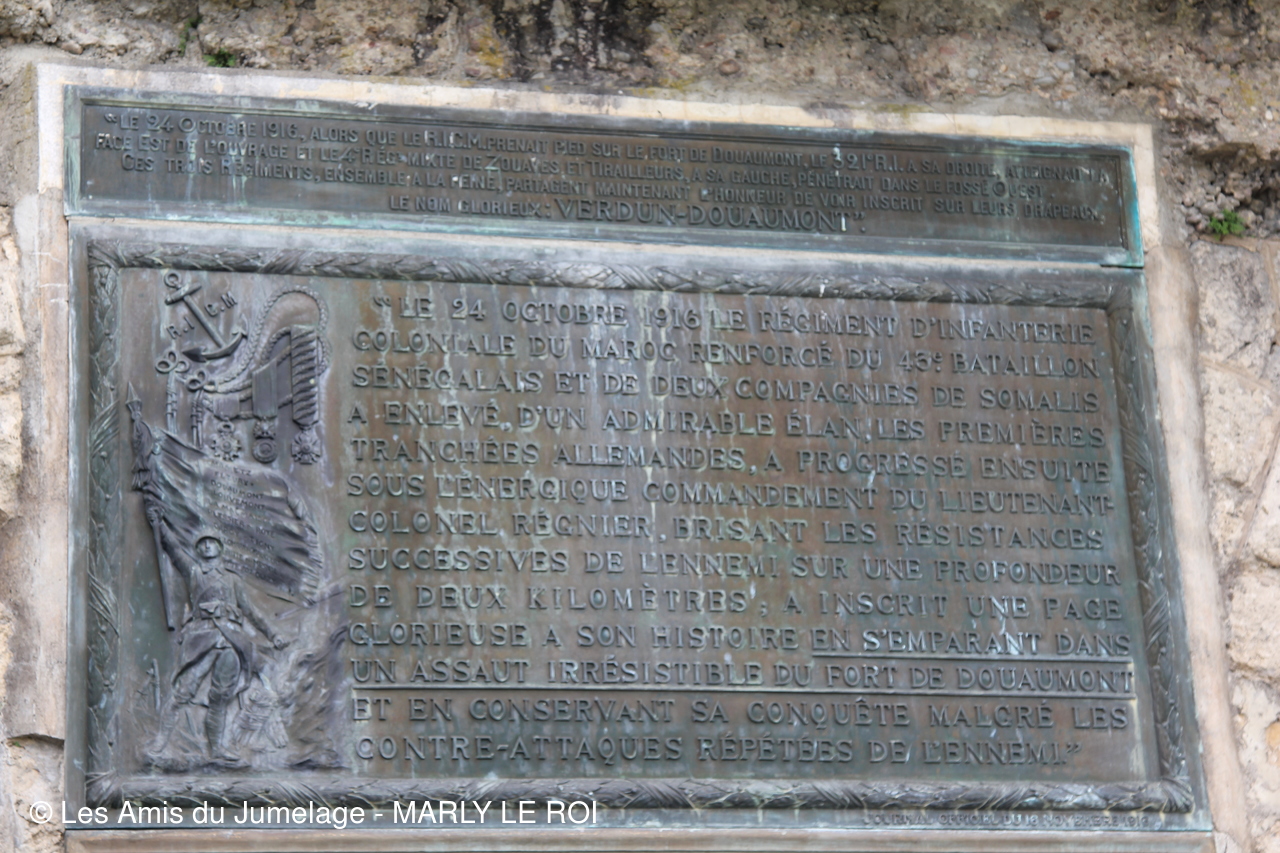 "LE 24 OCTOBRE 1916, ALORS QUE LE R.I.C.M. PRENAIT PIED SUR LE FORT DE DOUAUMONT, LE 321e R.I. A SA DROITE, ATTEIGNAIT LA
FACE EST DE L'OUVRAGE ET LE 4e RÉGt MIXTE DE ZOUAVES ET TIRAILLEURS, A SA GAUCHE, PÉNÉTRAIT DANS LE FOSSÉ OUEST.
CES TROIS RÉGIMENTS, ENSEMBLE A LA PEINE, PARTAGENT MAINTENANT L'HONNEUR DE VOIR INSCRIT SUR LEURS DRAPEAUX,
LE NOM GLORIEUX: VERDUN-DOUAUMONT".
R.I.C.M
DOUAUMONT
"LE 24 OCTOBRE 1916 LE RÉGIMENT D'INFANTERIE
COLONIALE DU MAROC RENFORCÉ DU 43e BATAILLON
SÉNÉGALAIS ET DE DEUX COMPAGNIES DE SOMALIS
A ENLEVÉ, D'UN ADMIRABLE ÉLAN, LES PREMIÈRES
TRANCHÉES ALLEMANDES, A PROGRESSÉ ENSUITE
SOUS L'ÉNERGIQUE COMMANDEMENT DU LIEUTENANT-
COLONEL RÉGNIER, BRISANT LES RÉSISTANCES
SUCCESSIVES DE L'ENNEMI SUR UNE PROFONDEUR
DE DEUX KILOMÈTRES; A INSCRIT UNE PAGE
GLORIEUSE A SON HISTOIRE EN S'EMPARANT DANS
UN ASSAUT IRRÉSISTIBLE DU FORT DE DOUAUMONT
ET EN CONSERVANT SA CONQUÊTE MALGRÉ LES
CONTRE-ATTAQUES RÉPÉTÉES DE L'ENNEMI."
JOURNAL OFFICIEL DU 16 NOVEMBRE 1916
© Les Amis du Jumelage - MARLY LE ROI